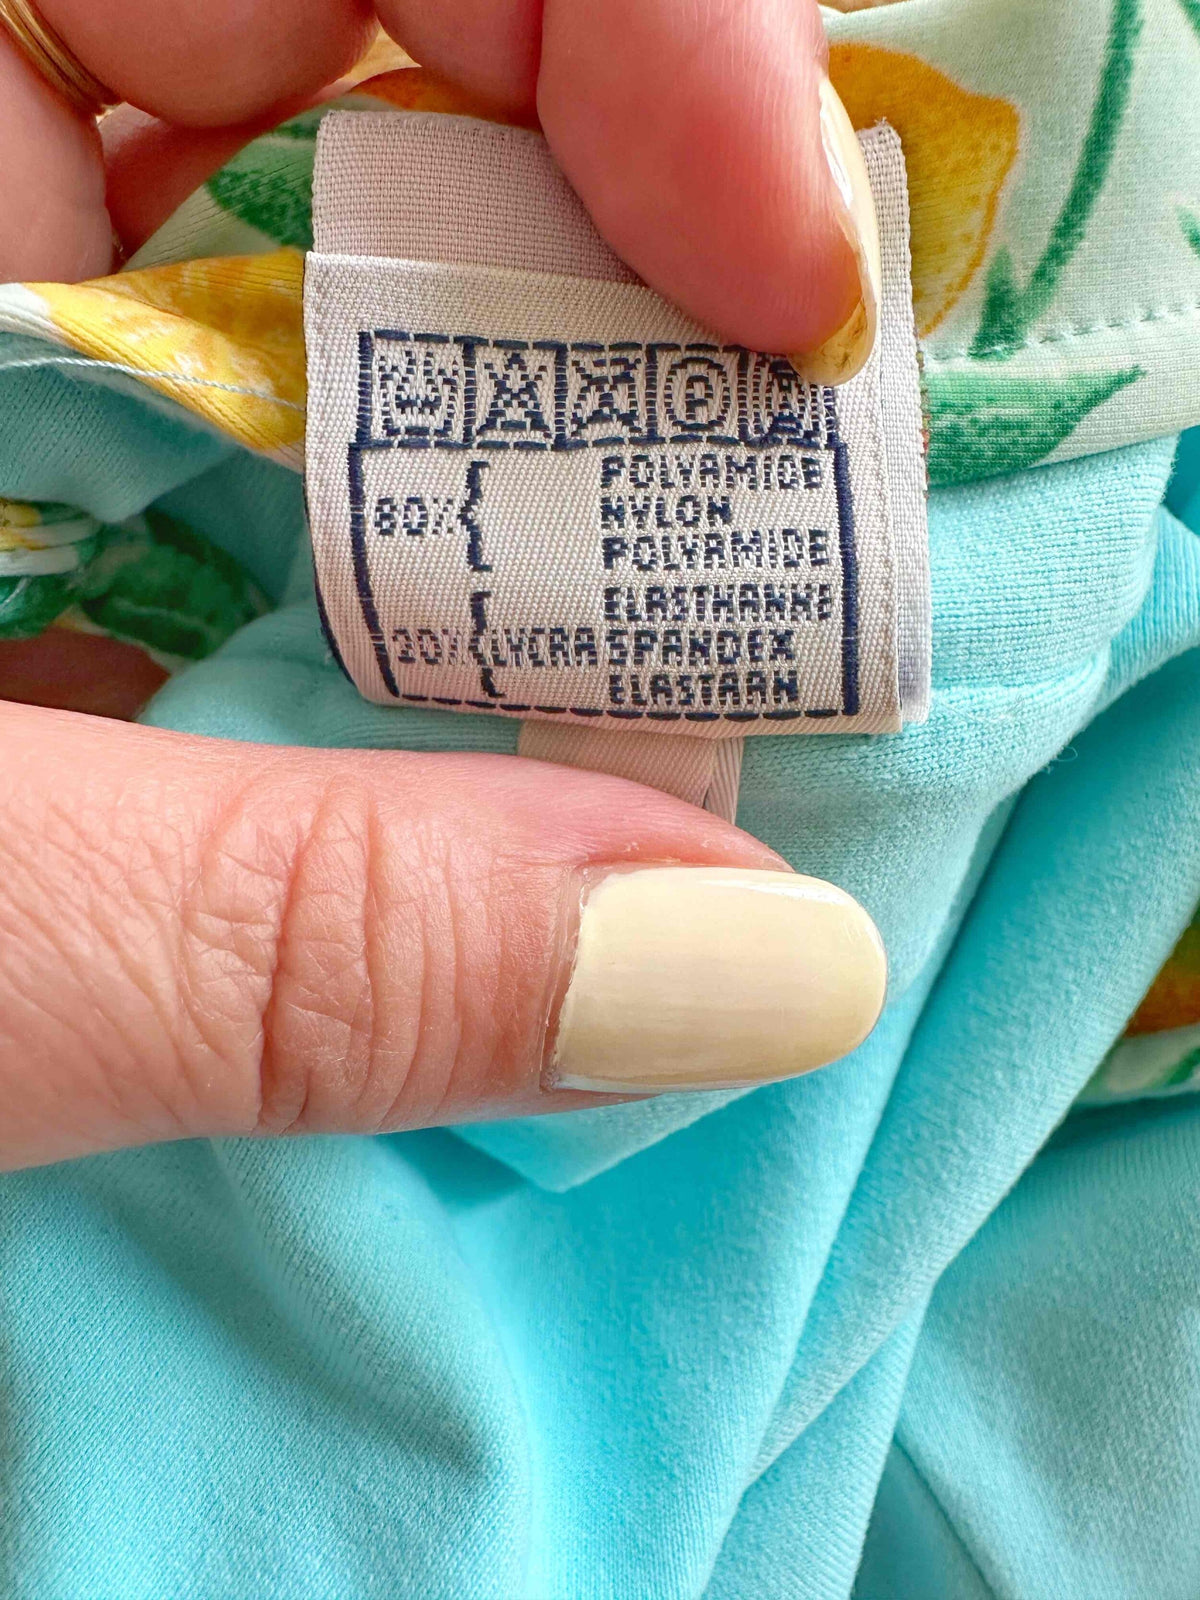 P
80% { POLYAMIDE
NYLON
POLYAMIDE
ELASTHANNE
20% { LYCRA SPANDEX
ELASTAAN